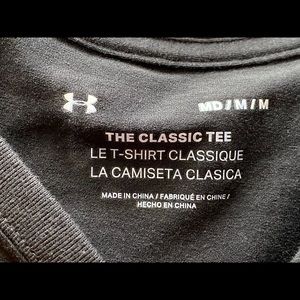 MD / M / M
THE CLASSIC TEE
LE T-SHIRT CLASSIQUE
LA CAMISETA CLASICA
MADE IN CHINA / FABRIQUÉ EN CHINE /
HECHO EN CHINA